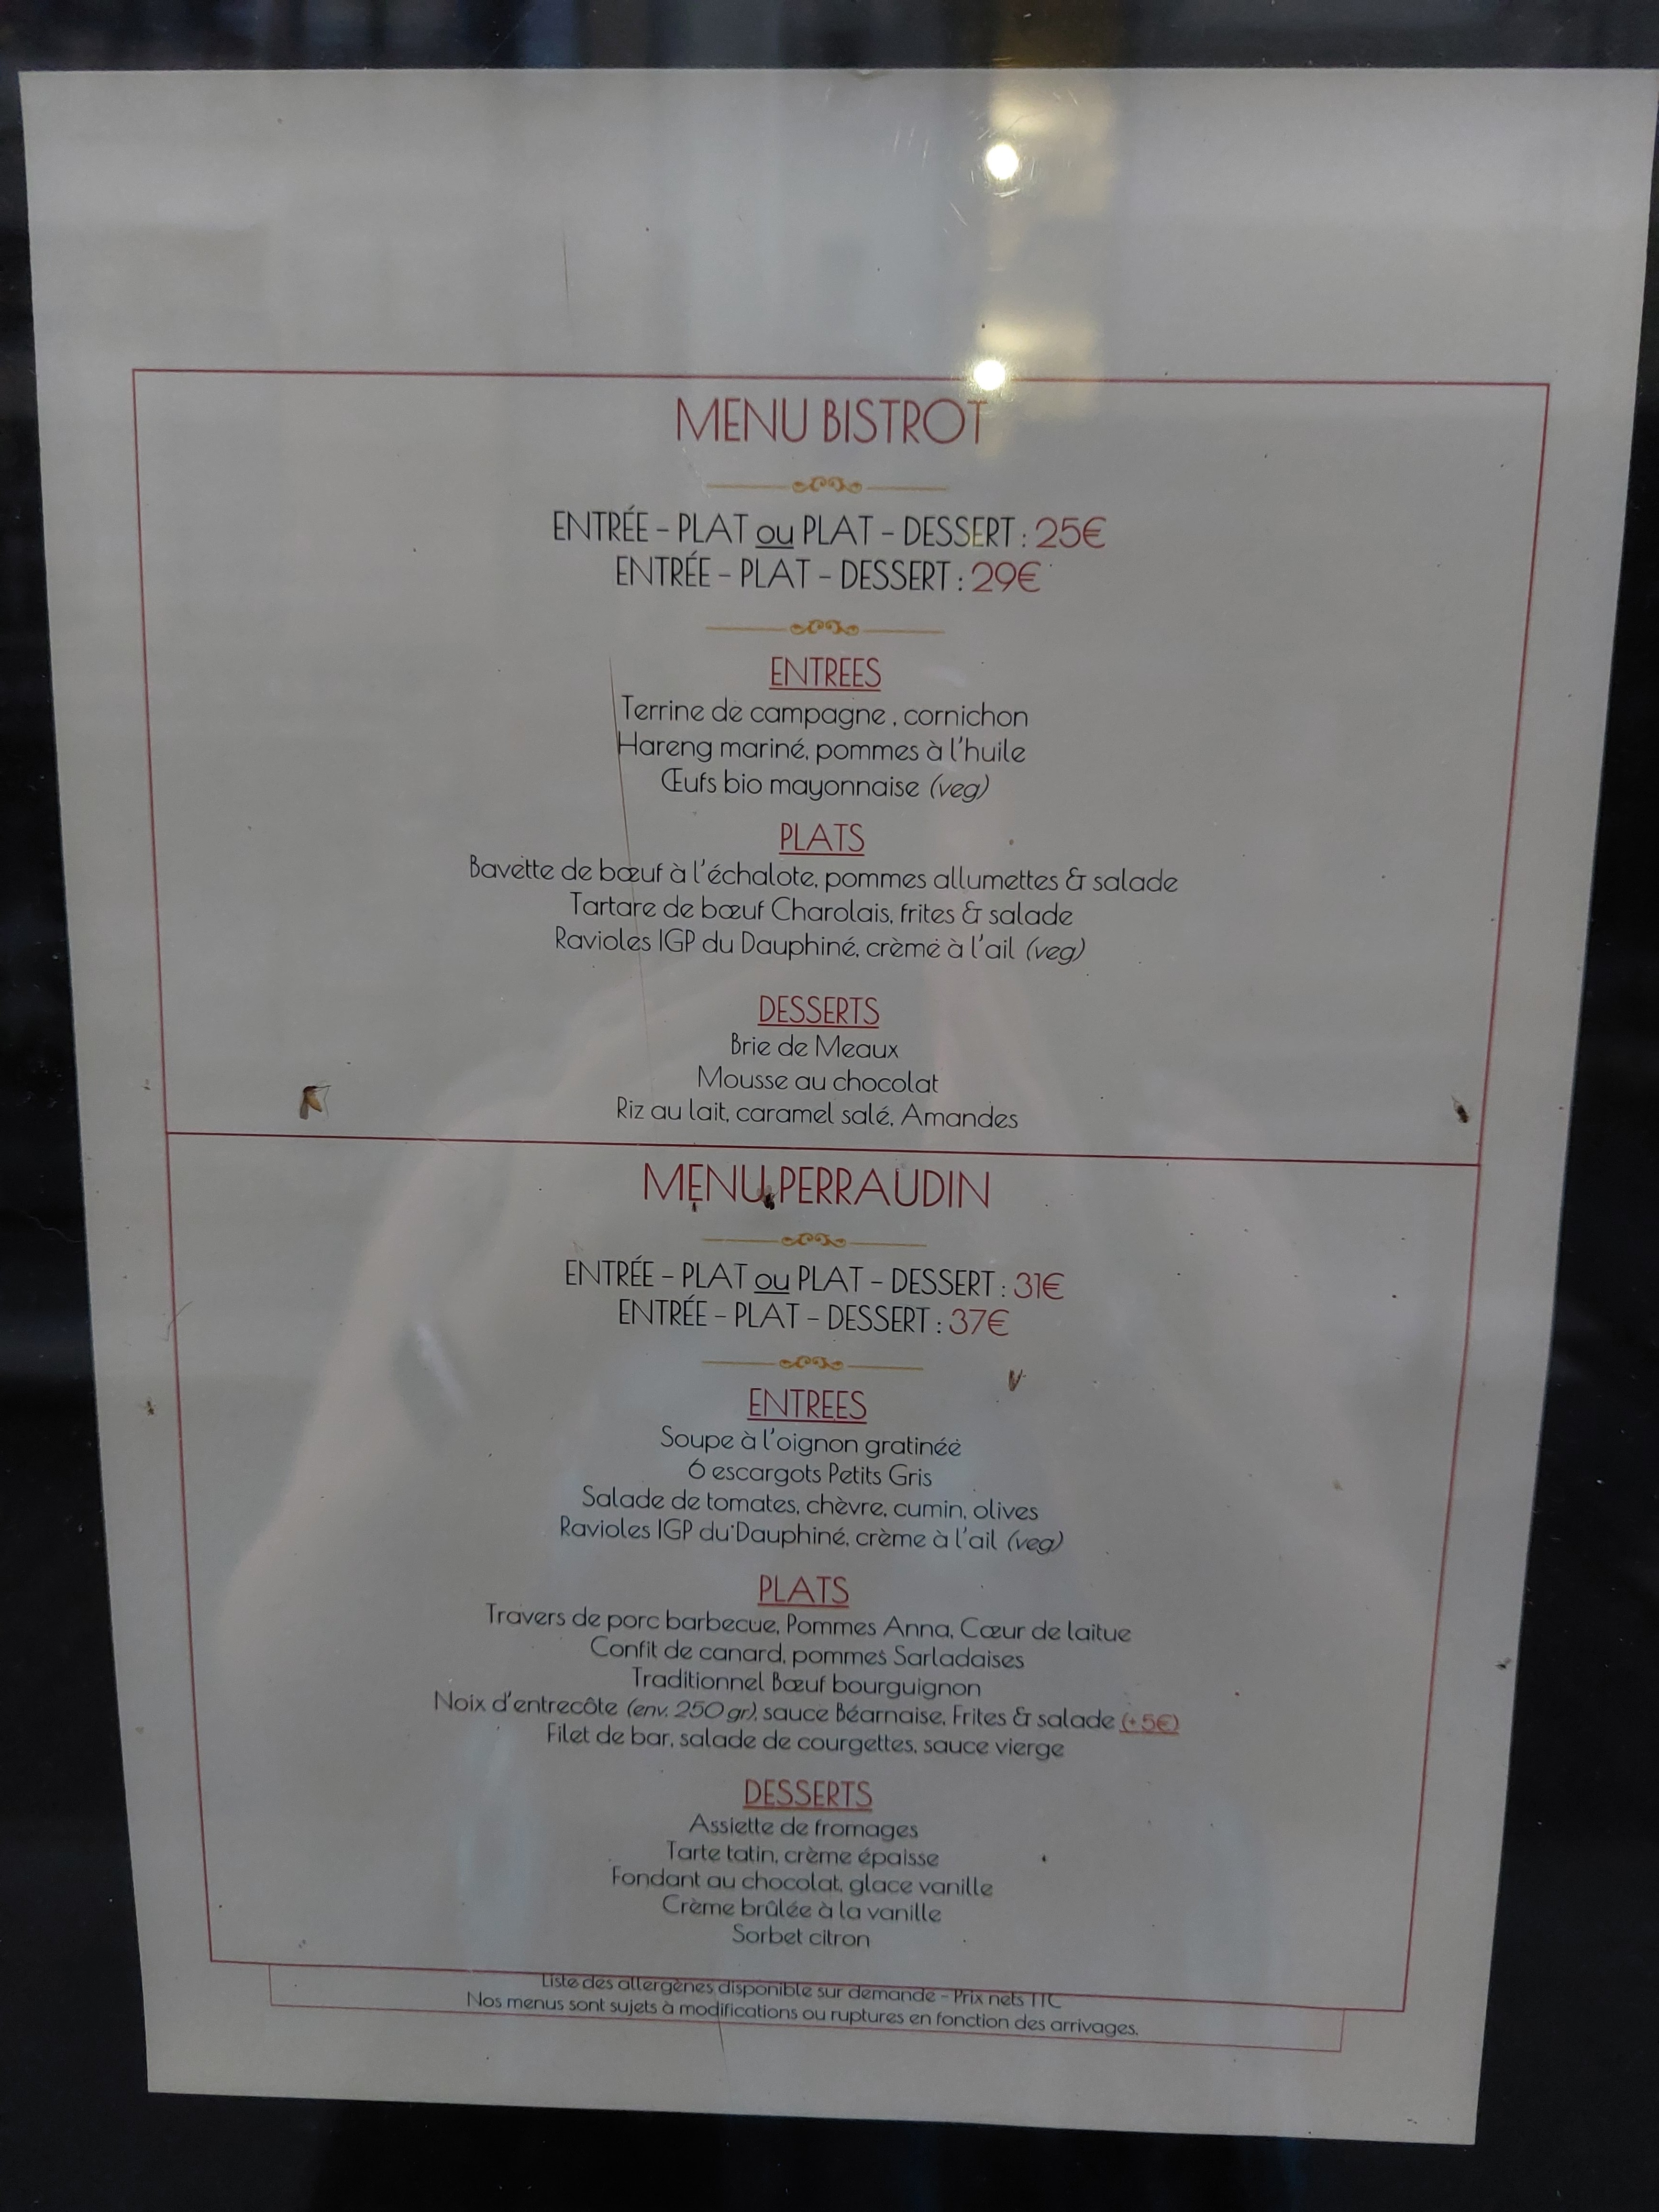 MENU BISTROT
ENTRÉE - PLAT ou PLAT - DESSERT : 25€
ENTRÉE - PLAT - DESSERT : 29€
ENTREES
Terrine de campagne , cornichon
Hareng mariné, pommes à l'huile
Œufs bio mayonnaise (veg)
PLATS
Bavette de bœuf à l'échalote, pommes allumettes & salade
Tartare de bœuf Charolais, frites & salade
Ravioles IGP du Dauphiné, crème à l'ail (veg)
DESSERTS
Brie de Meaux
Mousse au chocolat
Riz au lait, caramel salé, Amandes
MENU PERRAUDIN
ENTRÉE - PLAT ou PLAT - DESSERT : 31€
ENTRÉE - PLAT - DESSERT : 37€
ENTREES
Soupe à l'oignon gratinée
6 escargots Petits Gris
Salade de tomates, chèvre, cumin, olives
Ravioles IGP du Dauphiné, crème à l'ail (veg)
PLATS
Travers de porc barbecue, Pommes Anna, Cœur de laitue
Confit de canard, pommes Sarladaises
Traditionnel Bœuf bourguignon
Noix d'entrecôte (env. 250 gr), sauce Béarnaise, Frites & salade (+5€)
Filet de bar, salade de courgettes, sauce vierge
DESSERTS
Assiette de fromages
Tarte tatin, crème épaisse
Fondant au chocolat, glace vanille
Crème brûlée à la vanille
Sorbet citron
Liste des allergènes disponible sur demande - Prix nets TTC
Nos menus sont sujets à modifications ou ruptures en fonction des arrivages.